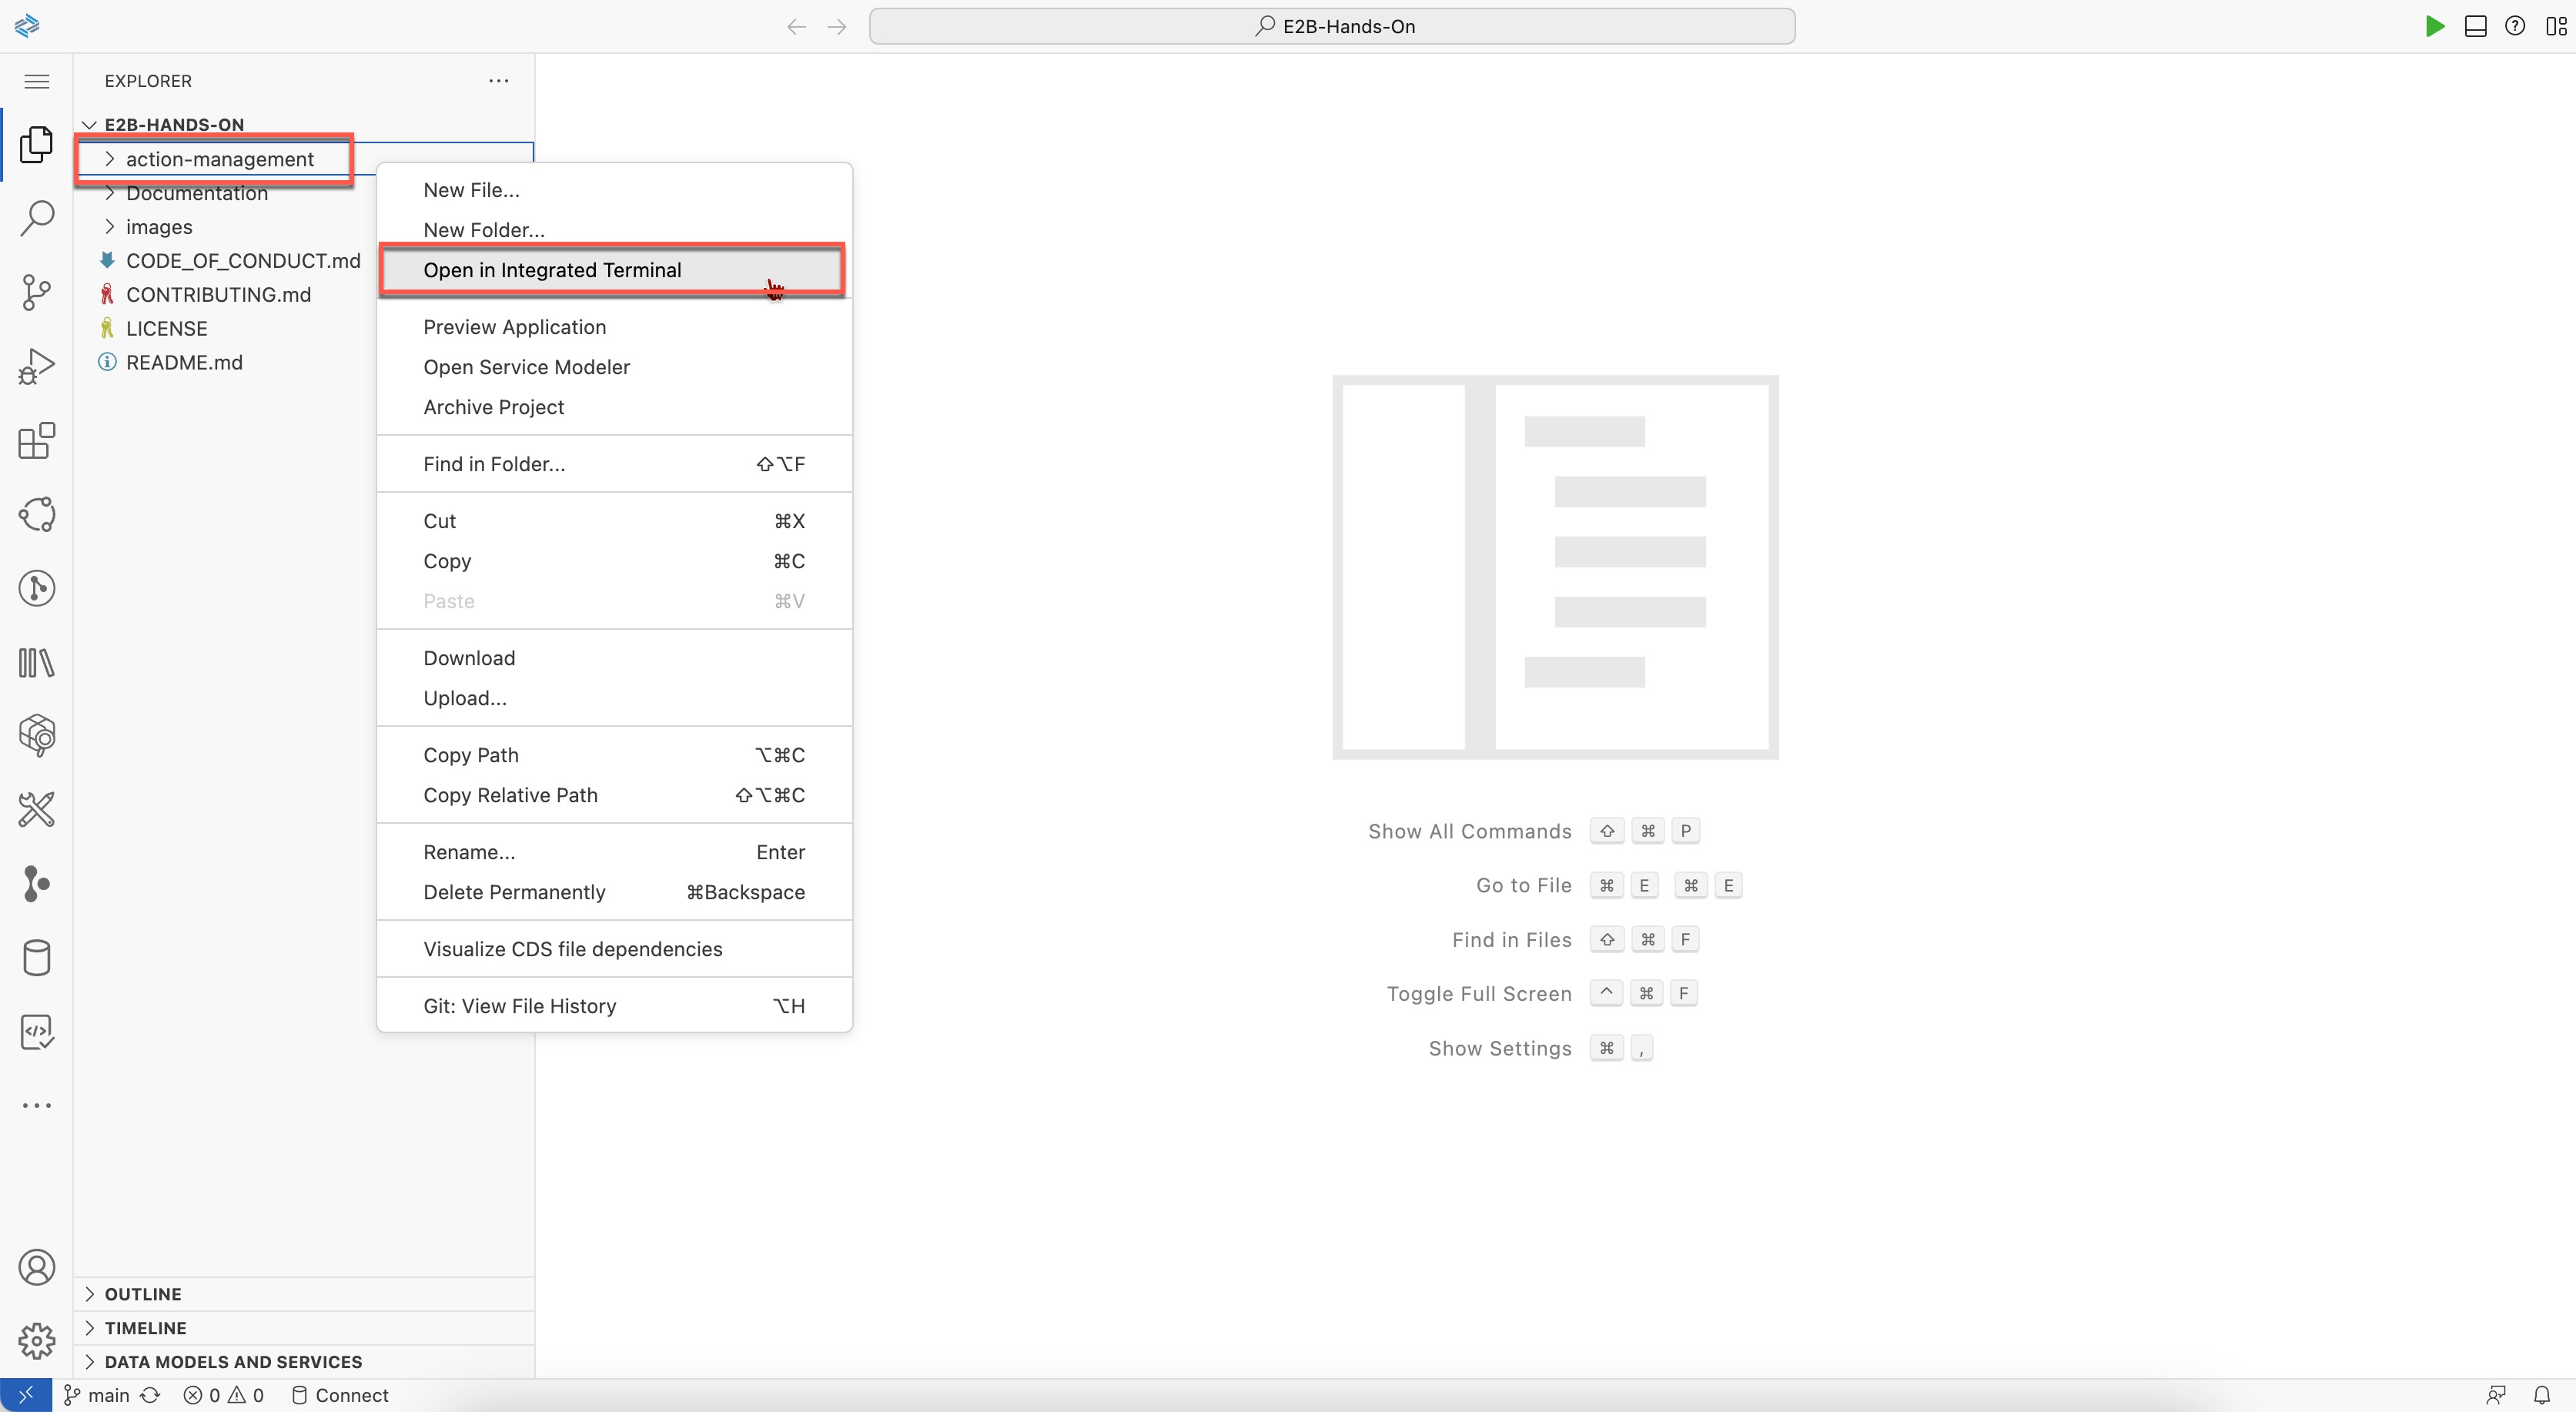 E2B-Hands-On
EXPLORER
E2B-HANDS-ON
action-management
Documentation
images
CODE_OF_CONDUCT.md
CONTRIBUTING.md
LICENSE
README.md
New File...
New Folder...
Open in Integrated Terminal
Preview Application
Open Service Modeler
Archive Project
Find in Folder... ⇧⌥F
Cut ⌘X
Copy ⌘C
Paste ⌘V
Download
Upload...
Copy Path ⌥⌘C
Copy Relative Path ⇧⌥⌘C
Rename... Enter
Delete Permanently ⌘Backspace
Visualize CDS file dependencies
Git: View File History ⌥H
Show All Commands ⇧ ⌘ P
Go to File ⌘ E ⌘ E
Find in Files ⇧ ⌘ F
Toggle Full Screen ^ ⌘ F
Show Settings ⌘ ,
OUTLINE
TIMELINE
DATA MODELS AND SERVICES
main 0 0 Connect